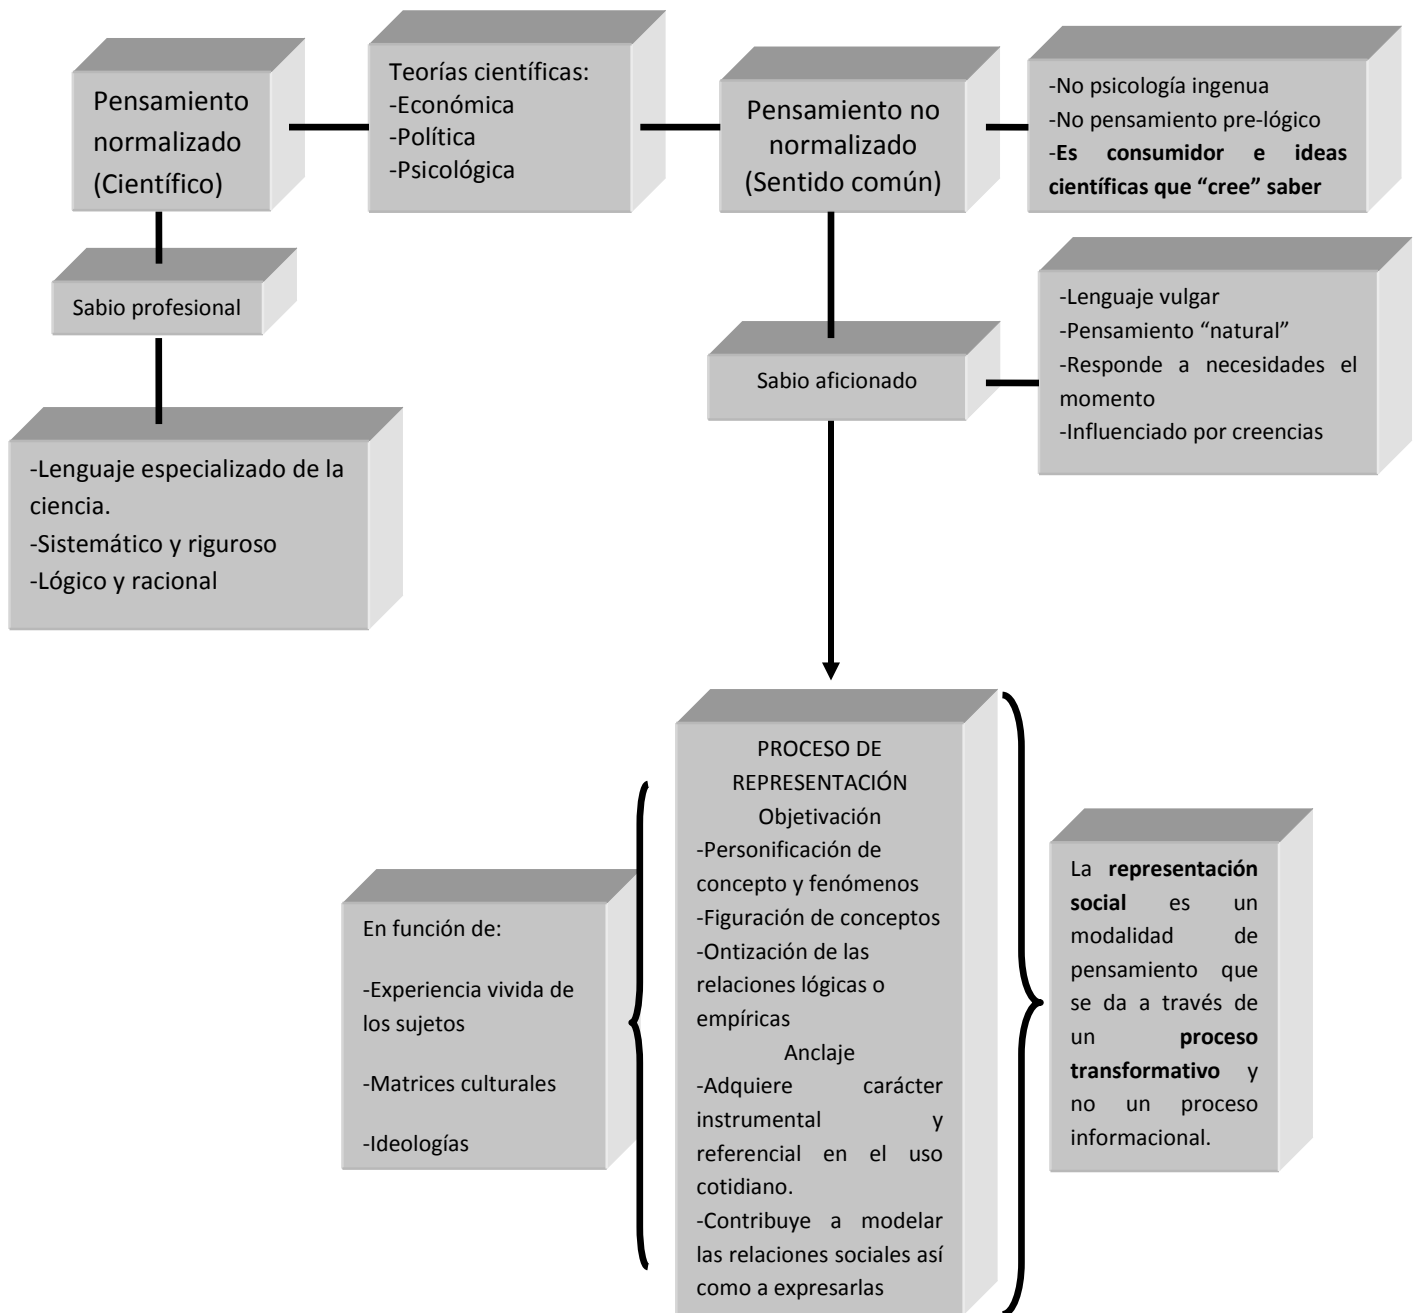 Pensamiento
normalizado
(Científico)
Teorías científicas:
-Económica
-Política
-Psicológica
Pensamiento no
normalizado
(Sentido común)
-No psicología ingenua
-No pensamiento pre-lógico
-Es consumidor e ideas
científicas que “cree” saber
Sabio profesional
-Lenguaje especializado de la
ciencia.
-Sistemático y riguroso
-Lógico y racional
Sabio aficionado
-Lenguaje vulgar
-Pensamiento “natural”
-Responde a necesidades el
momento
-Influenciado por creencias
En función de:
-Experiencia vivida de
los sujetos
-Matrices culturales
-Ideologías
PROCESO DE
REPRESENTACIÓN
Objetivación
-Personificación de
concepto y fenómenos
-Figuración de conceptos
-Ontización de las
relaciones lógicas o
empíricas
Anclaje
-Adquiere carácter
instrumental y
referencial en el uso
cotidiano.
-Contribuye a modelar
las relaciones sociales así
como a expresarlas
La representación
social es un
modalidad de
pensamiento que
se da a través de
un proceso
transformativo y
no un proceso
informacional.